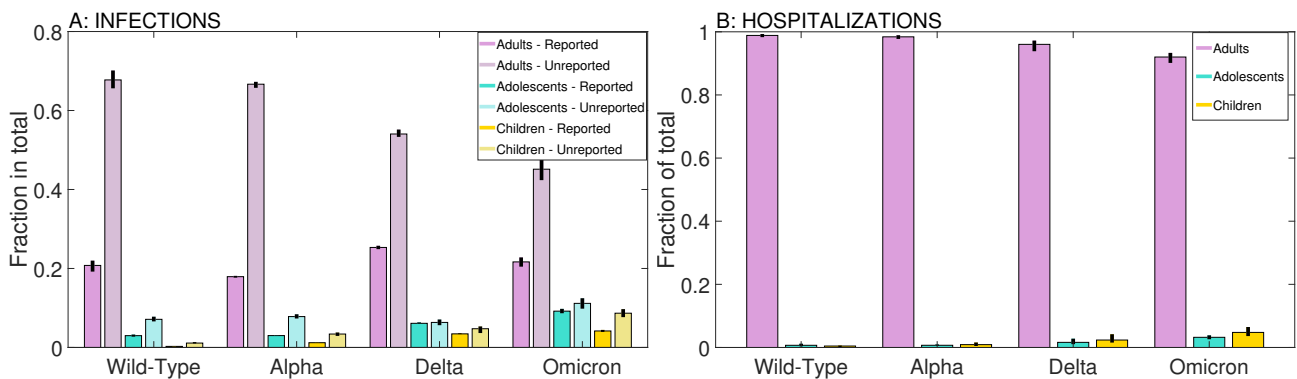 A: INFECTIONS
Fraction in total
0.8
0.6
0.4
0.2
0
Adults - Reported
Adults - Unreported
Adolescents - Reported
Adolescents - Unreported
Children - Reported
Children - Unreported
Wild-Type
Alpha
Delta
Omicron
B: HOSPITALIZATIONS
Fraction of total
1
0.8
0.6
0.4
0.2
0
Adults
Adolescents
Children
Wild-Type
Alpha
Delta
Omicron